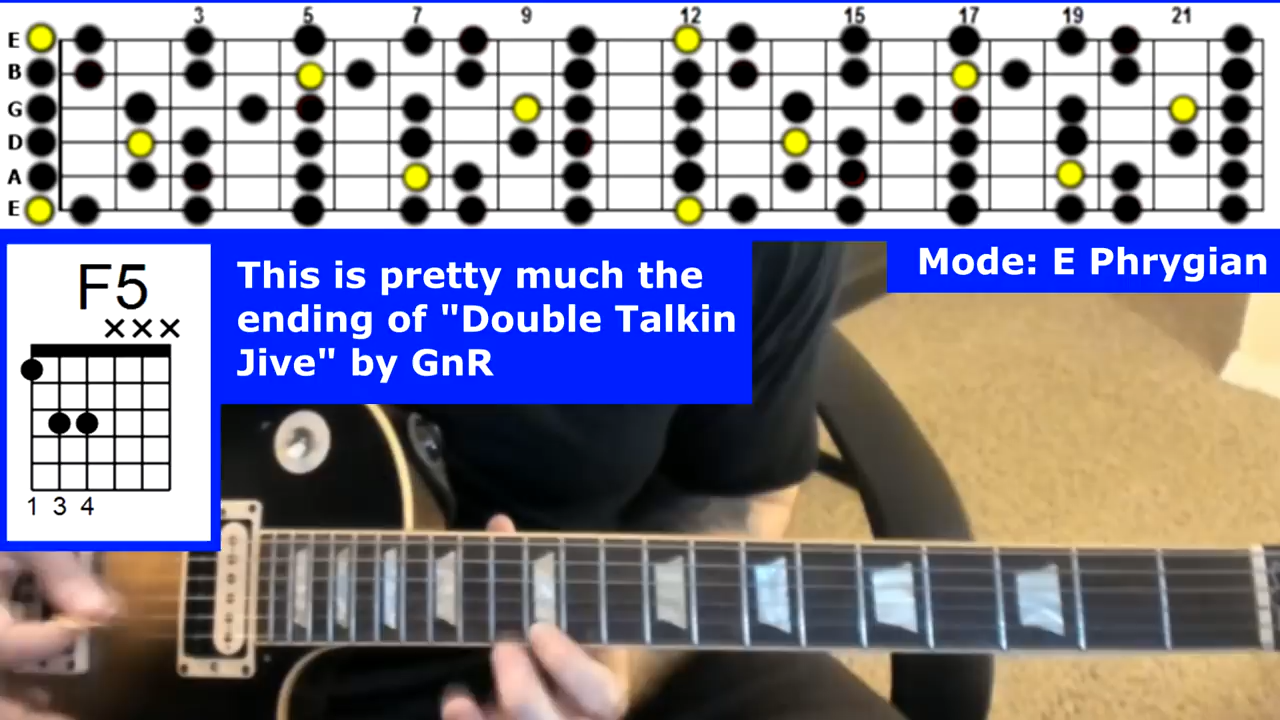 3 5 7 9 12 15 17 19 21
E
B
G
D
A
E
F5
×××
1 3 4
This is pretty much the
ending of "Double Talkin
Jive" by GnR
Mode: E Phrygian